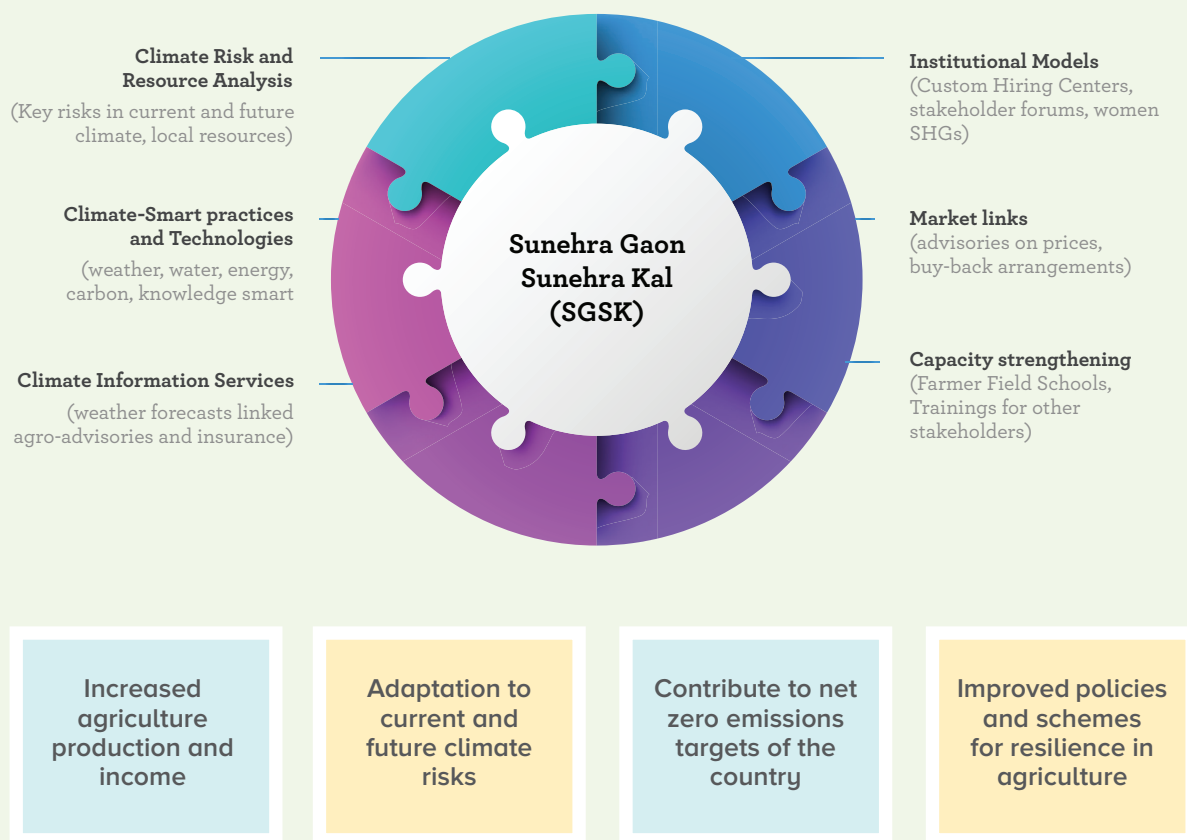 Climate Risk and
Resource Analysis
(Key risks in current and future
climate, local resources)
Climate-Smart practices
and Technologies
(weather, water, energy,
carbon, knowledge smart
Climate Information Services
(weather forecasts linked
agro-advisories and insurance)
Sunehra Gaon
Sunehra Kal
(SGSK)
Institutional Models
(Custom Hiring Centers,
stakeholder forums, women
SHGs)
Market links
(advisories on prices,
buy-back arrangements)
Capacity strengthening
(Farmer Field Schools,
Trainings for other
stakeholders)
Increased
agriculture
production and
income
Adaptation to
current and
future climate
risks
Contribute to net
zero emissions
targets of the
country
Improved policies
and schemes
for resilience in
agriculture